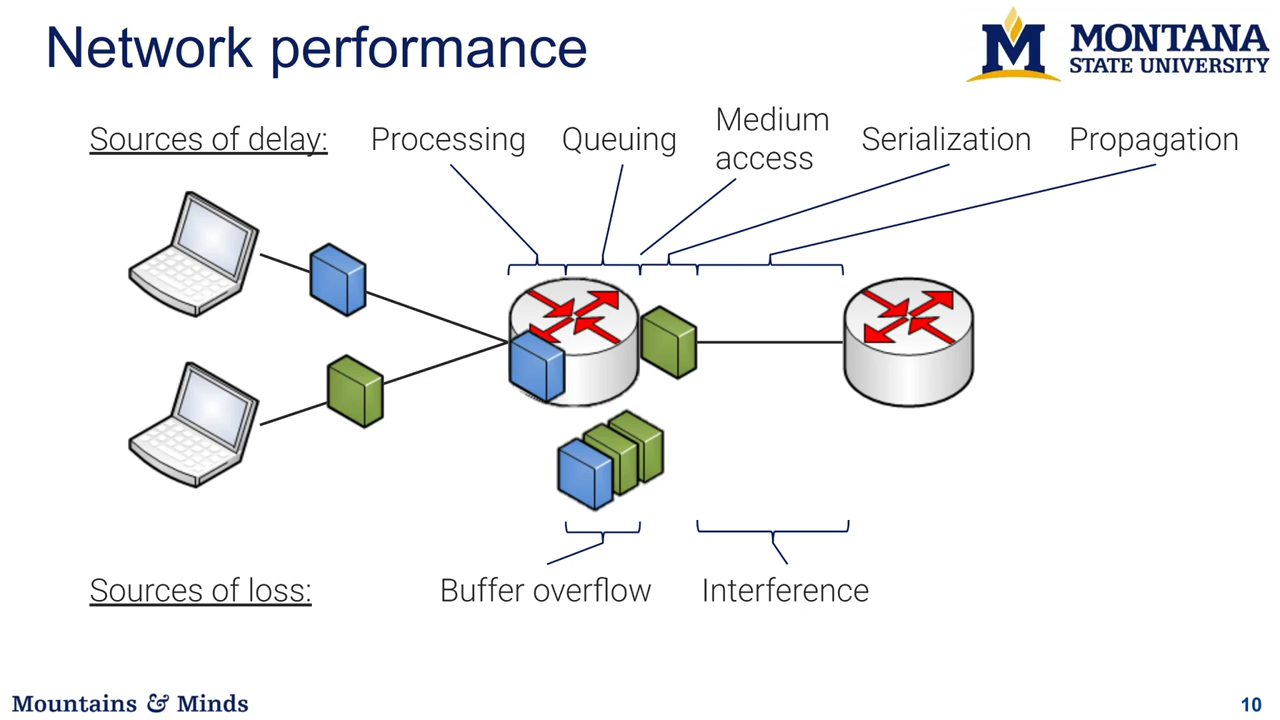 Network performance
MONTANA
STATE UNIVERSITY
Sources of delay:
Processing
Queuing
Medium
access
Serialization
Propagation
Sources of loss:
Buffer overflow
Interference
Mountains & Minds
10